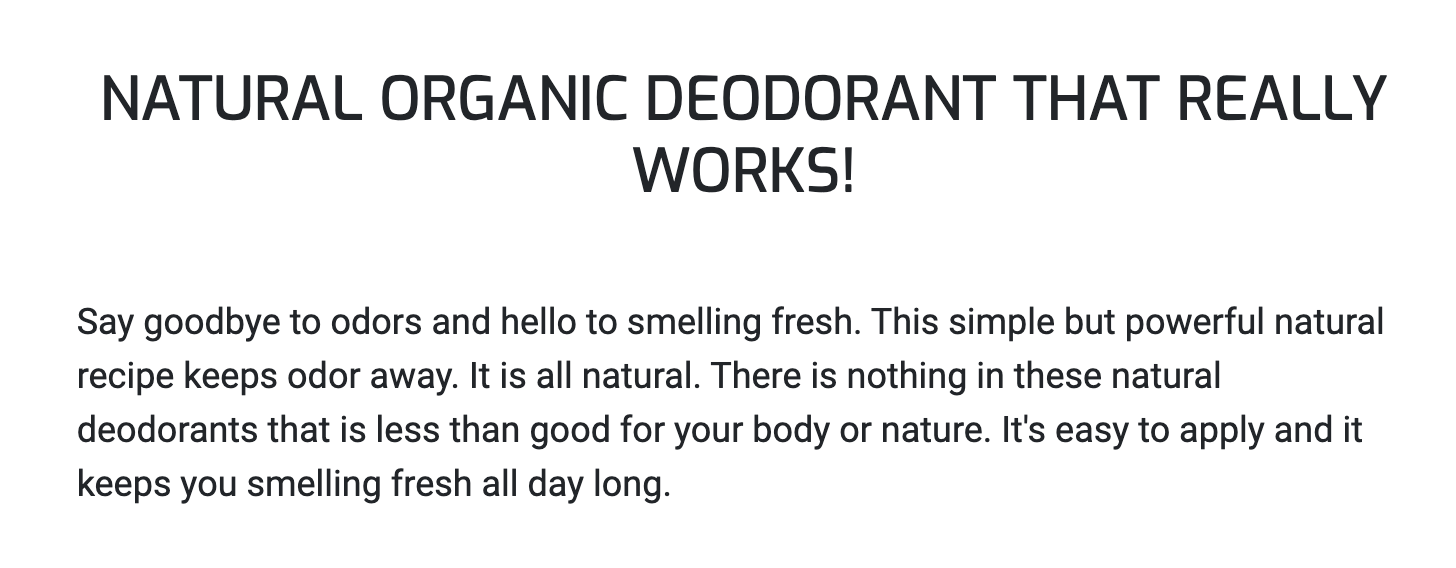 NATURAL ORGANIC DEODORANT THAT REALLY
WORKS!
Say goodbye to odors and hello to smelling fresh. This simple but powerful natural
recipe keeps odor away. It is all natural. There is nothing in these natural
deodorants that is less than good for your body or nature. It's easy to apply and it
keeps you smelling fresh all day long.